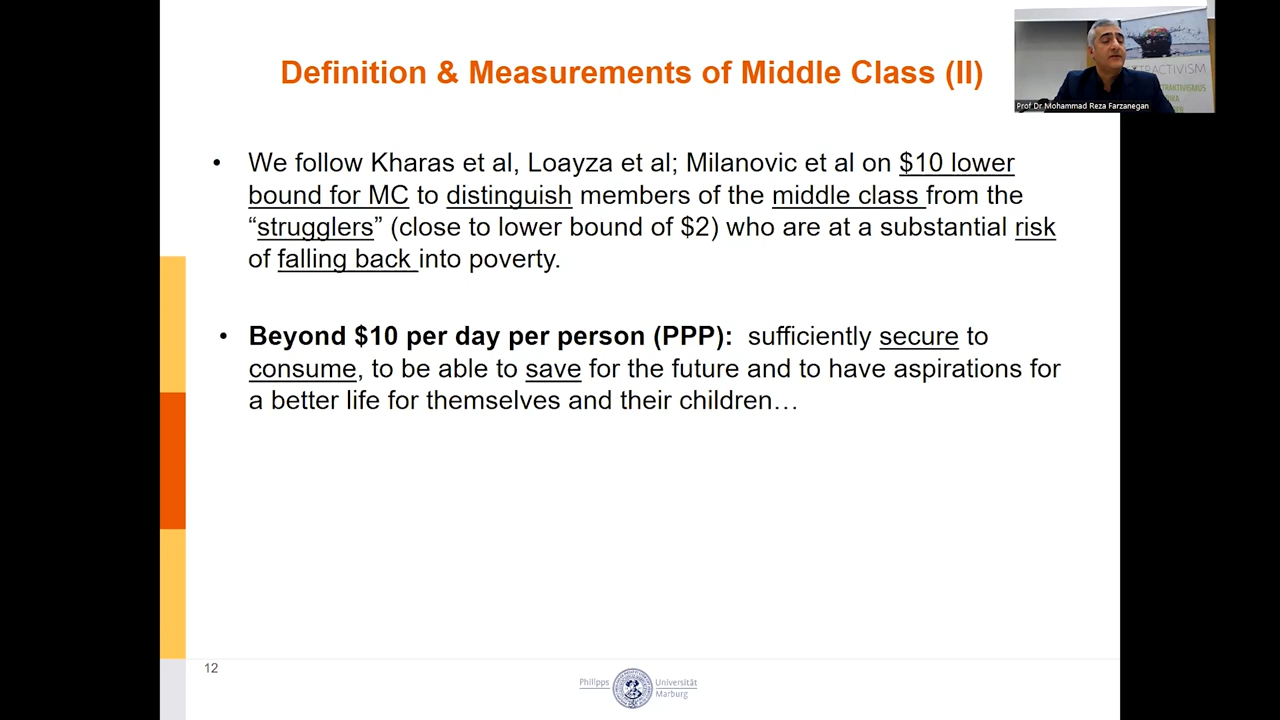 Definition & Measurements of Middle Class (II)
TRACTIVISM
Prof Dr Mohammad Reza Farzanegan
• We follow Kharas et al, Loayza et al; Milanovic et al on $10 lower
bound for MC to distinguish members of the middle class from the
“strugglers” (close to lower bound of $2) who are at a substantial risk
of falling back into poverty.
• Beyond $10 per day per person (PPP): sufficiently secure to
consume, to be able to save for the future and to have aspirations for
a better life for themselves and their children…
12
Philipps Universität
Marburg